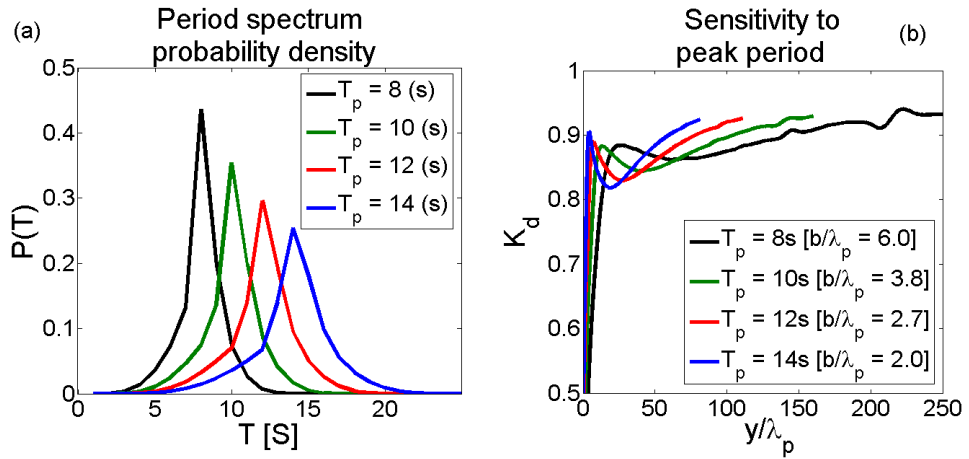 (a)
Period spectrum
probability density
0.5
0.4
0.3
0.2
0.1
0
P(T)
0
5
10
15
20
T [S]
T_p = 8 (s)
T_p = 10 (s)
T_p = 12 (s)
T_p = 14 (s)
Sensitivity to
peak period
(b)
1
0.9
0.8
0.7
0.6
0.5
K_d
0
50
100
150
200
250
y/λ_p
T_p = 8s [b/λ_p = 6.0]
T_p = 10s [b/λ_p = 3.8]
T_p = 12s [b/λ_p = 2.7]
T_p = 14s [b/λ_p = 2.0]